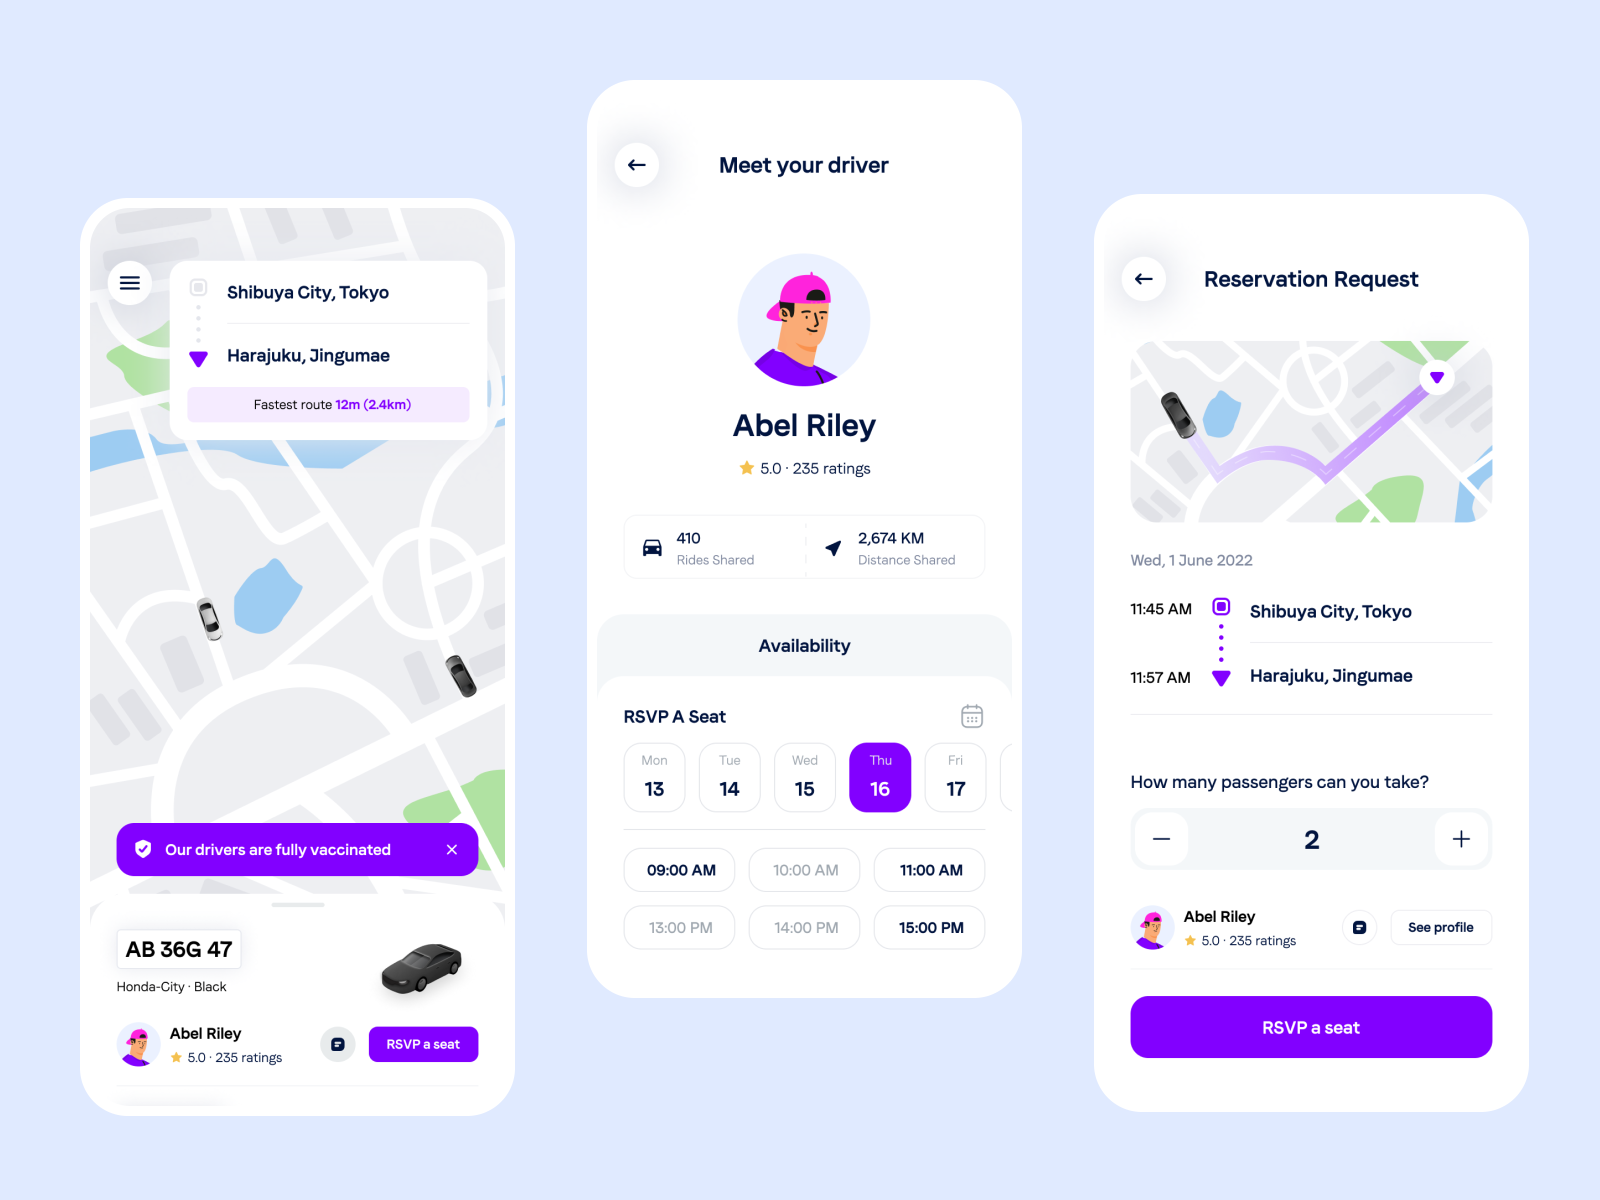 Shibuya City, Tokyo
Harajuku, Jingumae
Fastest route 12m (2.4km)
Our drivers are fully vaccinated
AB 36G 47
Honda-City · Black
Abel Riley
5.0 · 235 ratings
RSVP a seat
Meet your driver
Abel Riley
5.0 · 235 ratings
410
Rides Shared
2,674 KM
Distance Shared
Availability
RSVP A Seat
Mon Tue Wed Thu Fri
13 14 15 16 17
09:00 AM 10:00 AM 11:00 AM
13:00 PM 14:00 PM 15:00 PM
Reservation Request
Wed, 1 June 2022
11:45 AM Shibuya City, Tokyo
11:57 AM Harajuku, Jingumae
How many passengers can you take?
2
Abel Riley
5.0 · 235 ratings
See profile
RSVP a seat